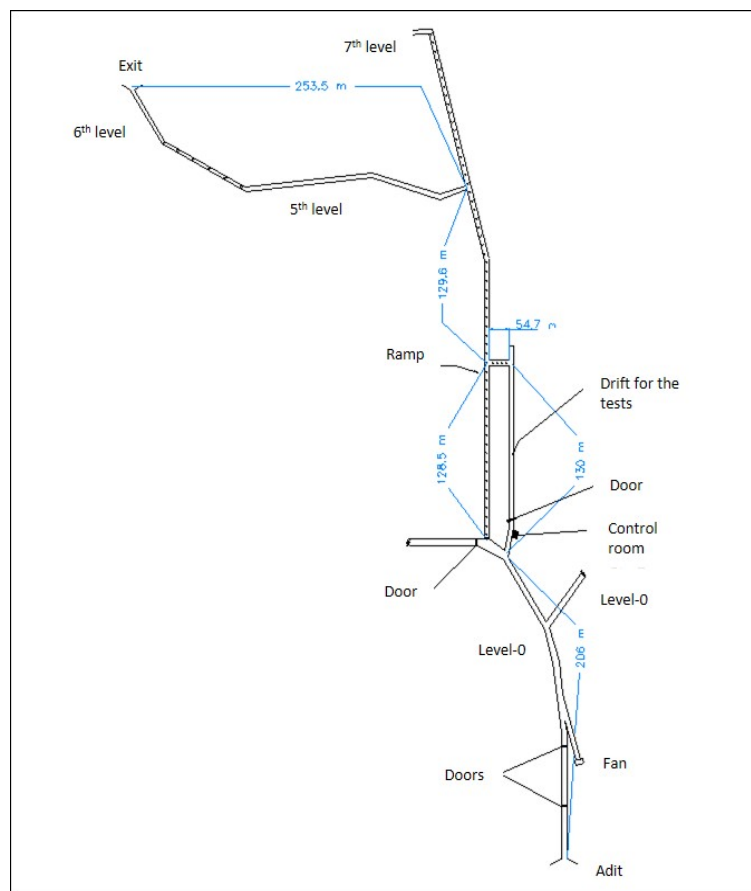 7th level
Exit
253.5 m
6th level
5th level
129.6 m
54.7 m
Ramp
Drift for the
tests
128.5 m
130 m
Door
Control
room
Door
Level-0
Level-0
206 m
Doors
Fan
Adit